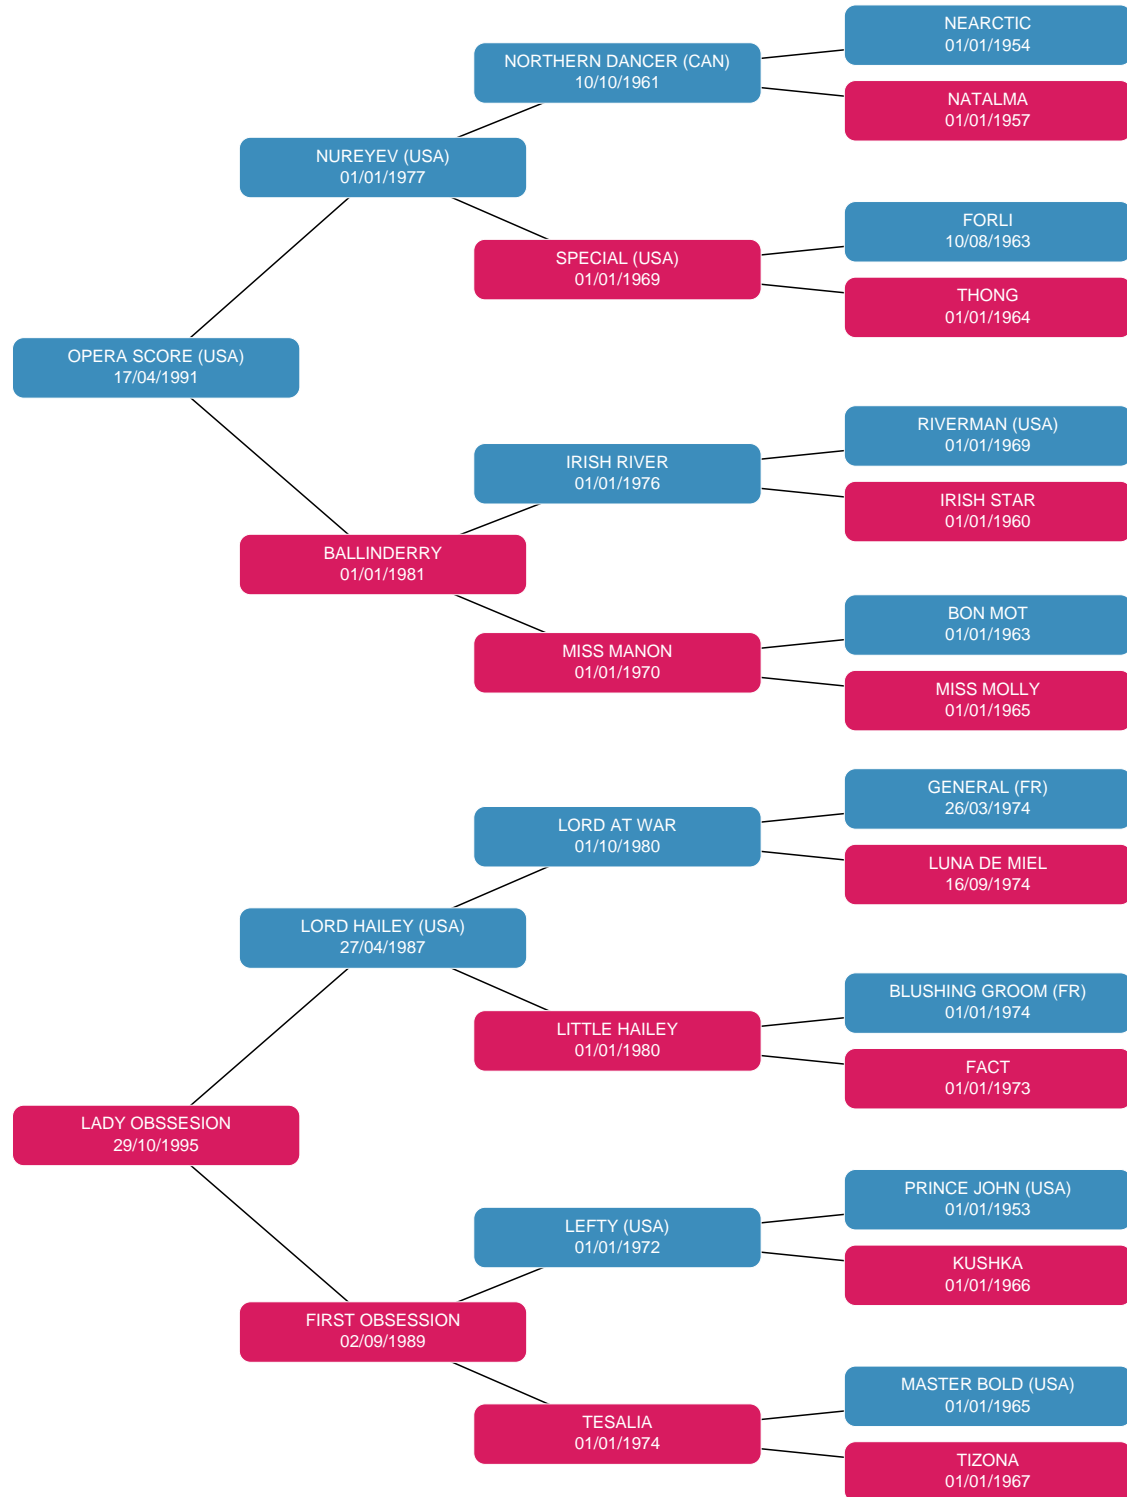 NEARCTIC
01/01/1954
NORTHERN DANCER (CAN)
10/10/1961
NATALMA
01/01/1957
NUREYEV (USA)
01/01/1977
FORLI
10/08/1963
SPECIAL (USA)
01/01/1969
THONG
01/01/1964
OPERA SCORE (USA)
17/04/1991
RIVERMAN (USA)
01/01/1969
IRISH RIVER
01/01/1976
IRISH STAR
01/01/1960
BALLINDERRY
01/01/1981
BON MOT
01/01/1963
MISS MANON
01/01/1970
MISS MOLLY
01/01/1965
GENERAL (FR)
26/03/1974
LORD AT WAR
01/10/1980
LUNA DE MIEL
16/09/1974
LORD HAILEY (USA)
27/04/1987
BLUSHING GROOM (FR)
01/01/1974
LITTLE HAILEY
01/01/1980
FACT
01/01/1973
LADY OBSSESION
29/10/1995
PRINCE JOHN (USA)
01/01/1953
LEFTY (USA)
01/01/1972
KUSHKA
01/01/1966
FIRST OBSESSION
02/09/1989
MASTER BOLD (USA)
01/01/1965
TESALIA
01/01/1974
TIZONA
01/01/1967